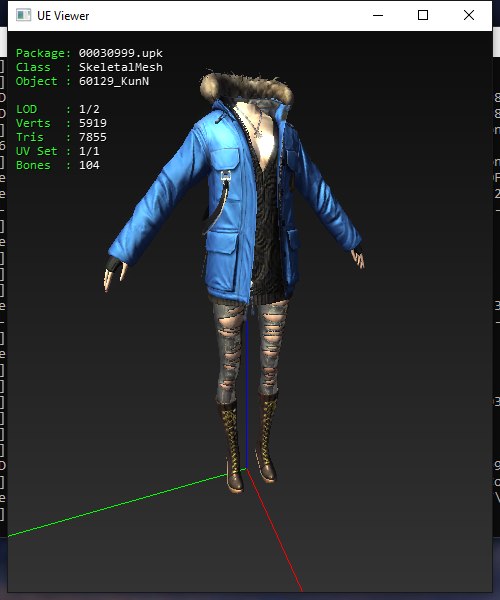 UE Viewer
Package: 00030999.upk
Class  : SkeletalMesh
Object : 60129_KunN
LOD    : 1/2
Verts  : 5919
Tris   : 7855
UV Set : 1/1
Bones  : 104